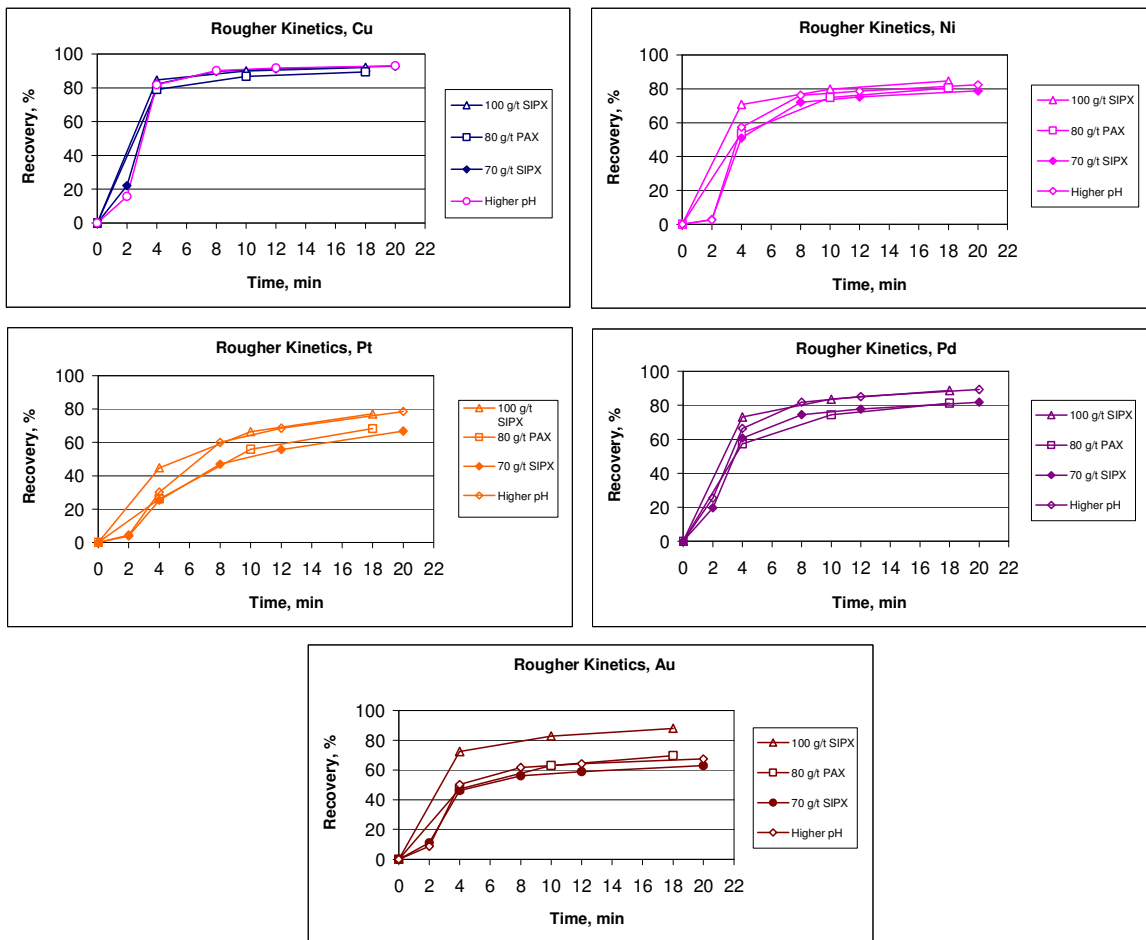 Rougher Kinetics, Cu
Recovery, %
100
80
60
40
20
0
0 2 4 6 8 10 12 14 16 18 20 22
Time, min
100 g/t SIPX
80 g/t PAX
70 g/t SIPX
Higher pH
Rougher Kinetics, Ni
Recovery, %
100
80
60
40
20
0
0 2 4 6 8 10 12 14 16 18 20 22
Time, min
100 g/t SIPX
80 g/t PAX
70 g/t SIPX
Higher pH
Rougher Kinetics, Pt
Recovery, %
100
80
60
40
20
0
0 2 4 6 8 10 12 14 16 18 20 22
Time, min
100 g/t
SIPX
80 g/t PAX
70 g/t SIPX
Higher pH
Rougher Kinetics, Pd
Recovery, %
100
80
60
40
20
0
0 2 4 6 8 10 12 14 16 18 20 22
Time, min
100 g/t SIPX
80 g/t PAX
70 g/t SIPX
Higher pH
Rougher Kinetics, Au
Recovery, %
100
80
60
40
20
0
0 2 4 6 8 10 12 14 16 18 20 22
Time, min
100 g/t SIPX
80 g/t PAX
70 g/t SIPX
Higher pH